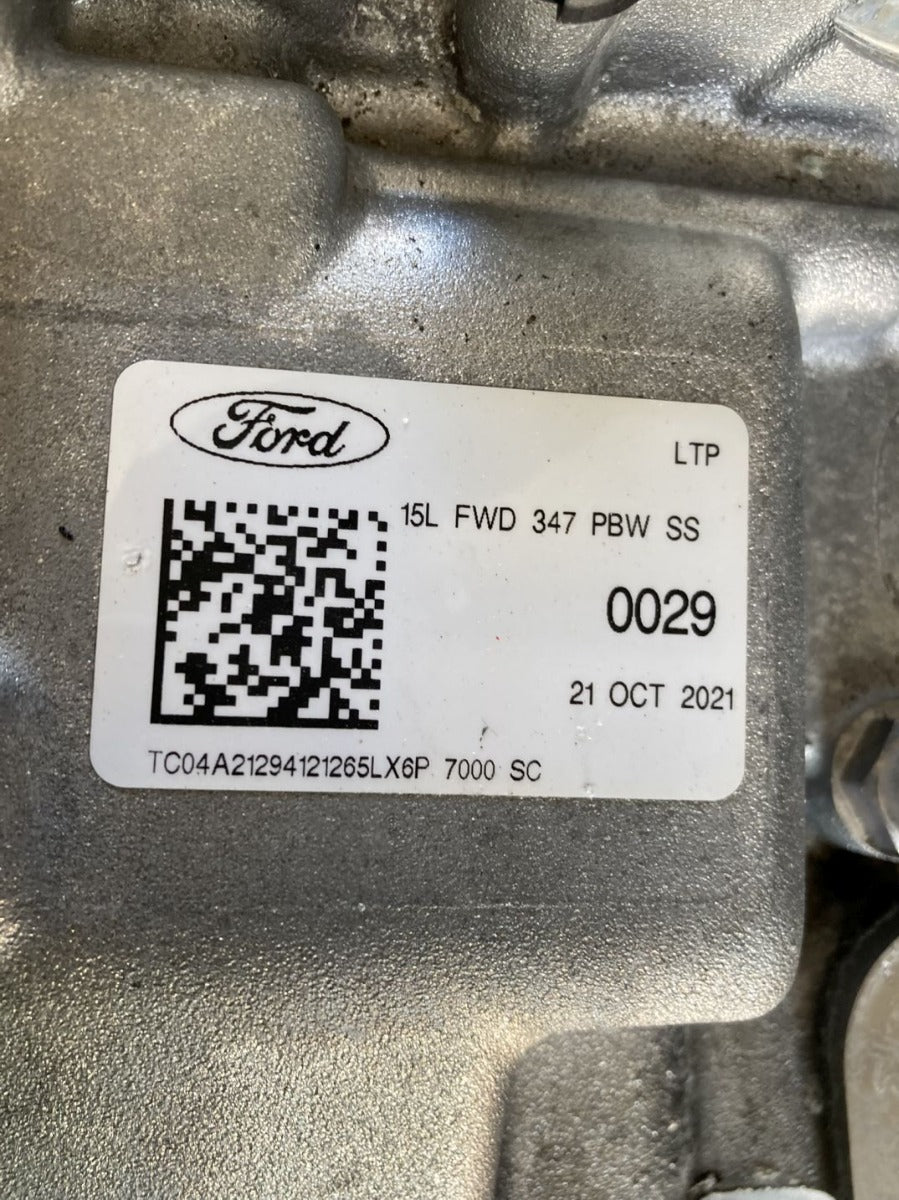 Ford
LTP
15L FWD 347 PBW SS
0029
21 OCT 2021
TC04A21294121265LX6P 7000 SC